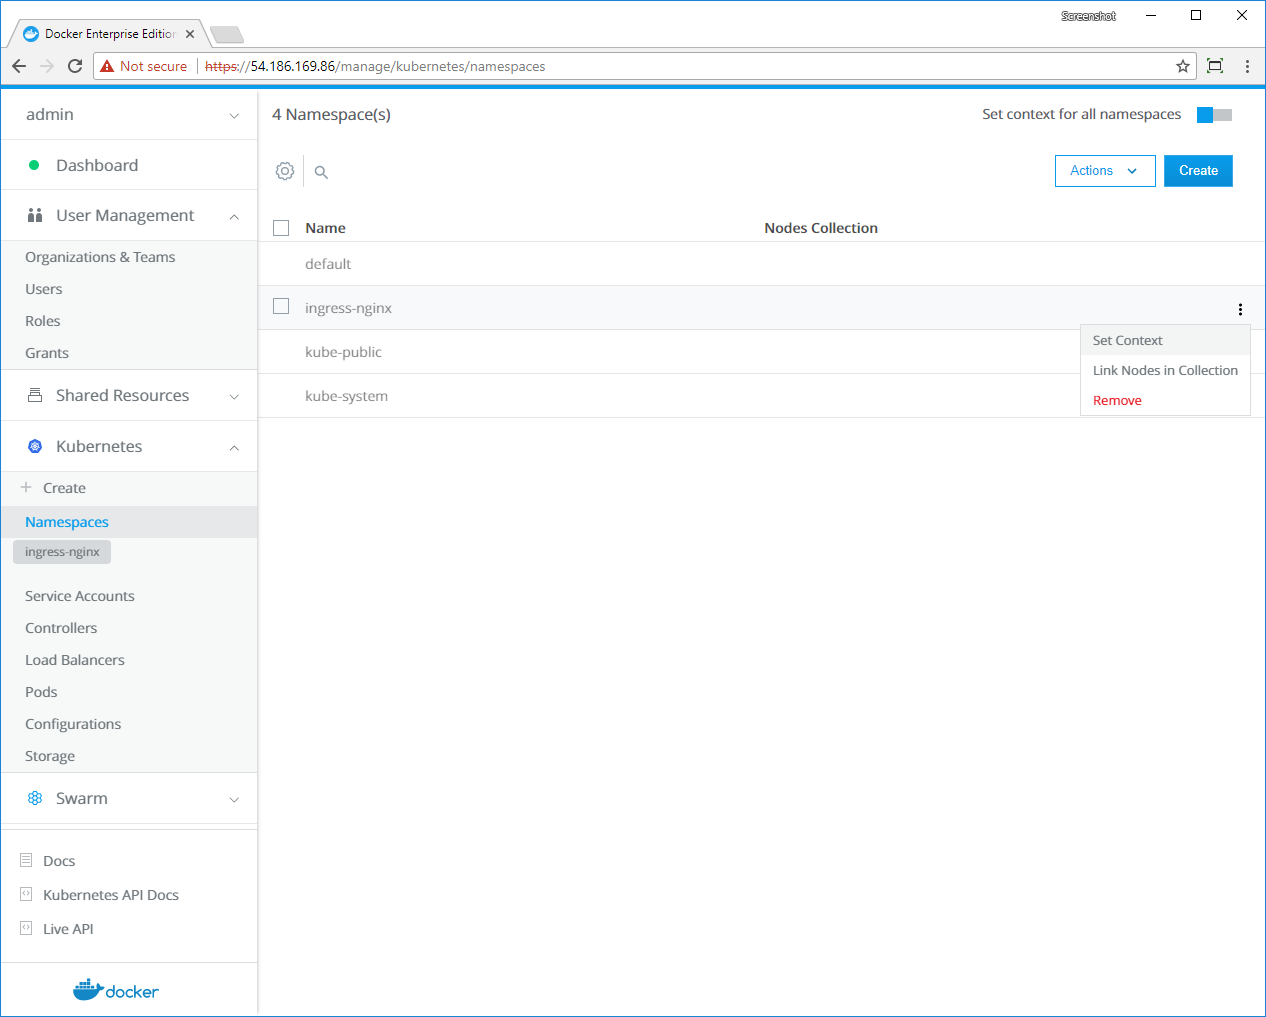 Screenshot
Docker Enterprise Edition
Not secure https://54.186.169.86/manage/kubernetes/namespaces
admin
4 Namespace(s)
Set context for all namespaces
Dashboard
Actions
Create
User Management
Name Nodes Collection
Organizations & Teams
default
Users
ingress-nginx
Roles
Set Context
Grants
kube-public
Link Nodes in Collection
Shared Resources
kube-system
Remove
Kubernetes
Create
Namespaces
ingress-nginx
Service Accounts
Controllers
Load Balancers
Pods
Configurations
Storage
Swarm
Docs
Kubernetes API Docs
Live API
docker